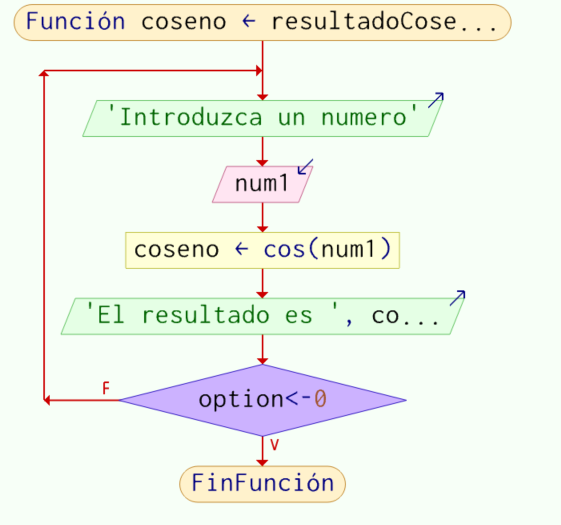 Función coseno ← resultadoCose...
'Introduzca un numero'
num1
coseno ← cos(num1)
'El resultado es ', co...
option<-0
F
V
FinFunción